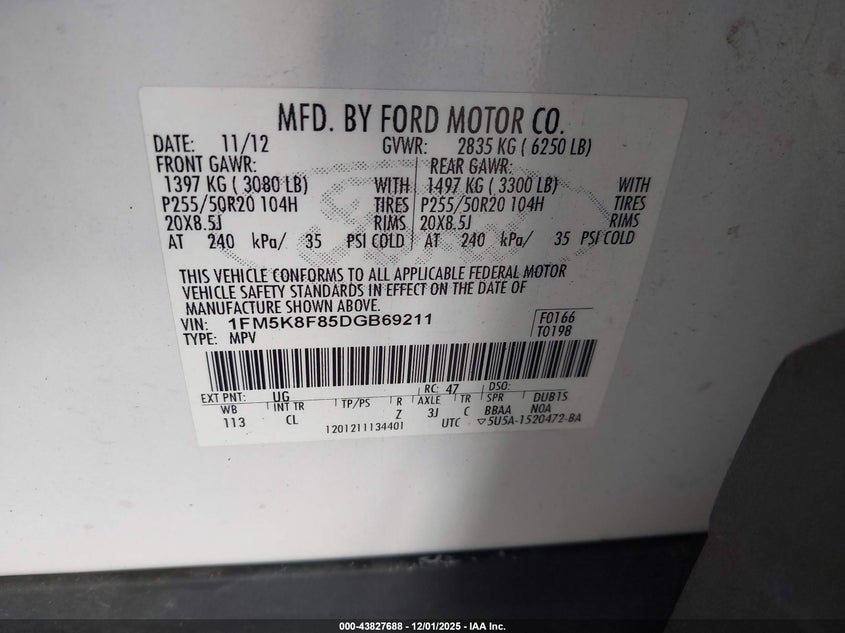 MFD. BY FORD MOTOR CO.
DATE: 11/12 GVWR: 2835 KG ( 6250 LB)
FRONT GAWR: REAR GAWR:
1397 KG ( 3080 LB) WITH 1497 KG ( 3300 LB) WITH
P255/50R20 104H TIRES P255/50R20 104H TIRES
20X8.5J RIMS 20X8.5J RIMS
AT 240 kPa/ 35 PSI COLD AT 240 kPa/ 35 PSI COLD
THIS VEHICLE CONFORMS TO ALL APPLICABLE FEDERAL MOTOR
VEHICLE SAFETY STANDARDS IN EFFECT ON THE DATE OF
MANUFACTURE SHOWN ABOVE.
VIN: 1FM5K8F85DGB69211 F0166
TYPE: MPV T0198
EXT PNT: UG RC: 47 DSO:
WB INT TR TP/PS R AXLE TR SPR DUB1S
113 CL Z 3J C BBAA NOA
1201211134401 UTC ▽5U5A-1520472-BA
000-43827688 - 12/01/2025 - IAA Inc.